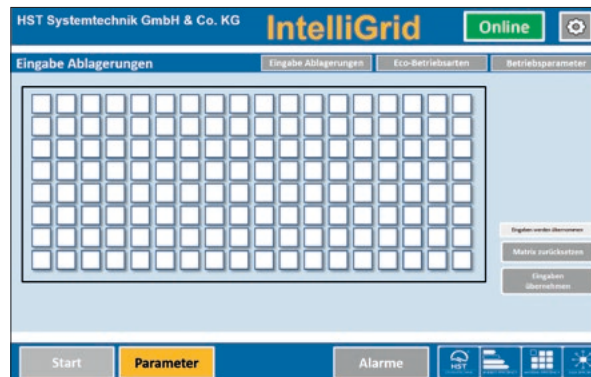 HST Systemtechnik GmbH & Co. KG
IntelliGrid
Online
Eingabe Ablagerungen
Eingabe Ablagerungen
Eco-Betriebsarten
Betriebsparameter
Eingaben werden übernommen
Matrix zurücksetzen
Eingaben
übernehmen
Start
Parameter
Alarme
HST